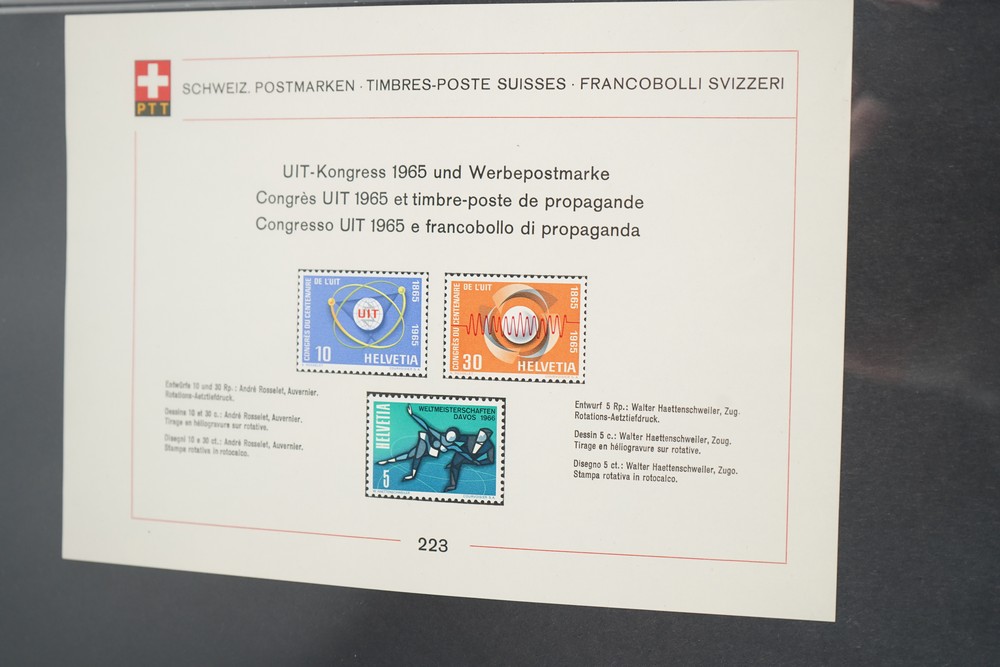 PTT
SCHWEIZ. POSTMARKEN · TIMBRES-POSTE SUISSES · FRANCOBOLLI SVIZZERI
UIT-Kongress 1965 und Werbepostmarke
Congrès UIT 1965 et timbre-poste de propagande
Congresso UIT 1965 e francobollo di propaganda
CONGRÈS DU CENTENAIRE
DE L'UIT
1865 1965
UIT
10 HELVETIA
CONGRÈS DU CENTENAIRE
DE L'UIT
1865 1965
30 HELVETIA
Entwürfe 10 und 30 Rp.: André Rosselet, Auvernier.
Rotations-Aetztiefdruck.
Dessins 10 et 30 c.: André Rosselet, Auvernier.
Tirage en héliogravure sur rotative.
Disegni 10 e 30 ct.: André Rosselet, Auvernier.
Stampa rotativa in rotocalco.
HELVETIA
WELTMEISTERSCHAFTEN
DAVOS 1966
5
Entwurf 5 Rp.: Walter Haettenschweiler, Zug.
Rotations-Aetztiefdruck.
Dessin 5 c.: Walter Haettenschweiler, Zoug.
Tirage en héliogravure sur rotative.
Disegno 5 ct.: Walter Haettenschweiler, Zugo.
Stampa rotativa in rotocalco.
223